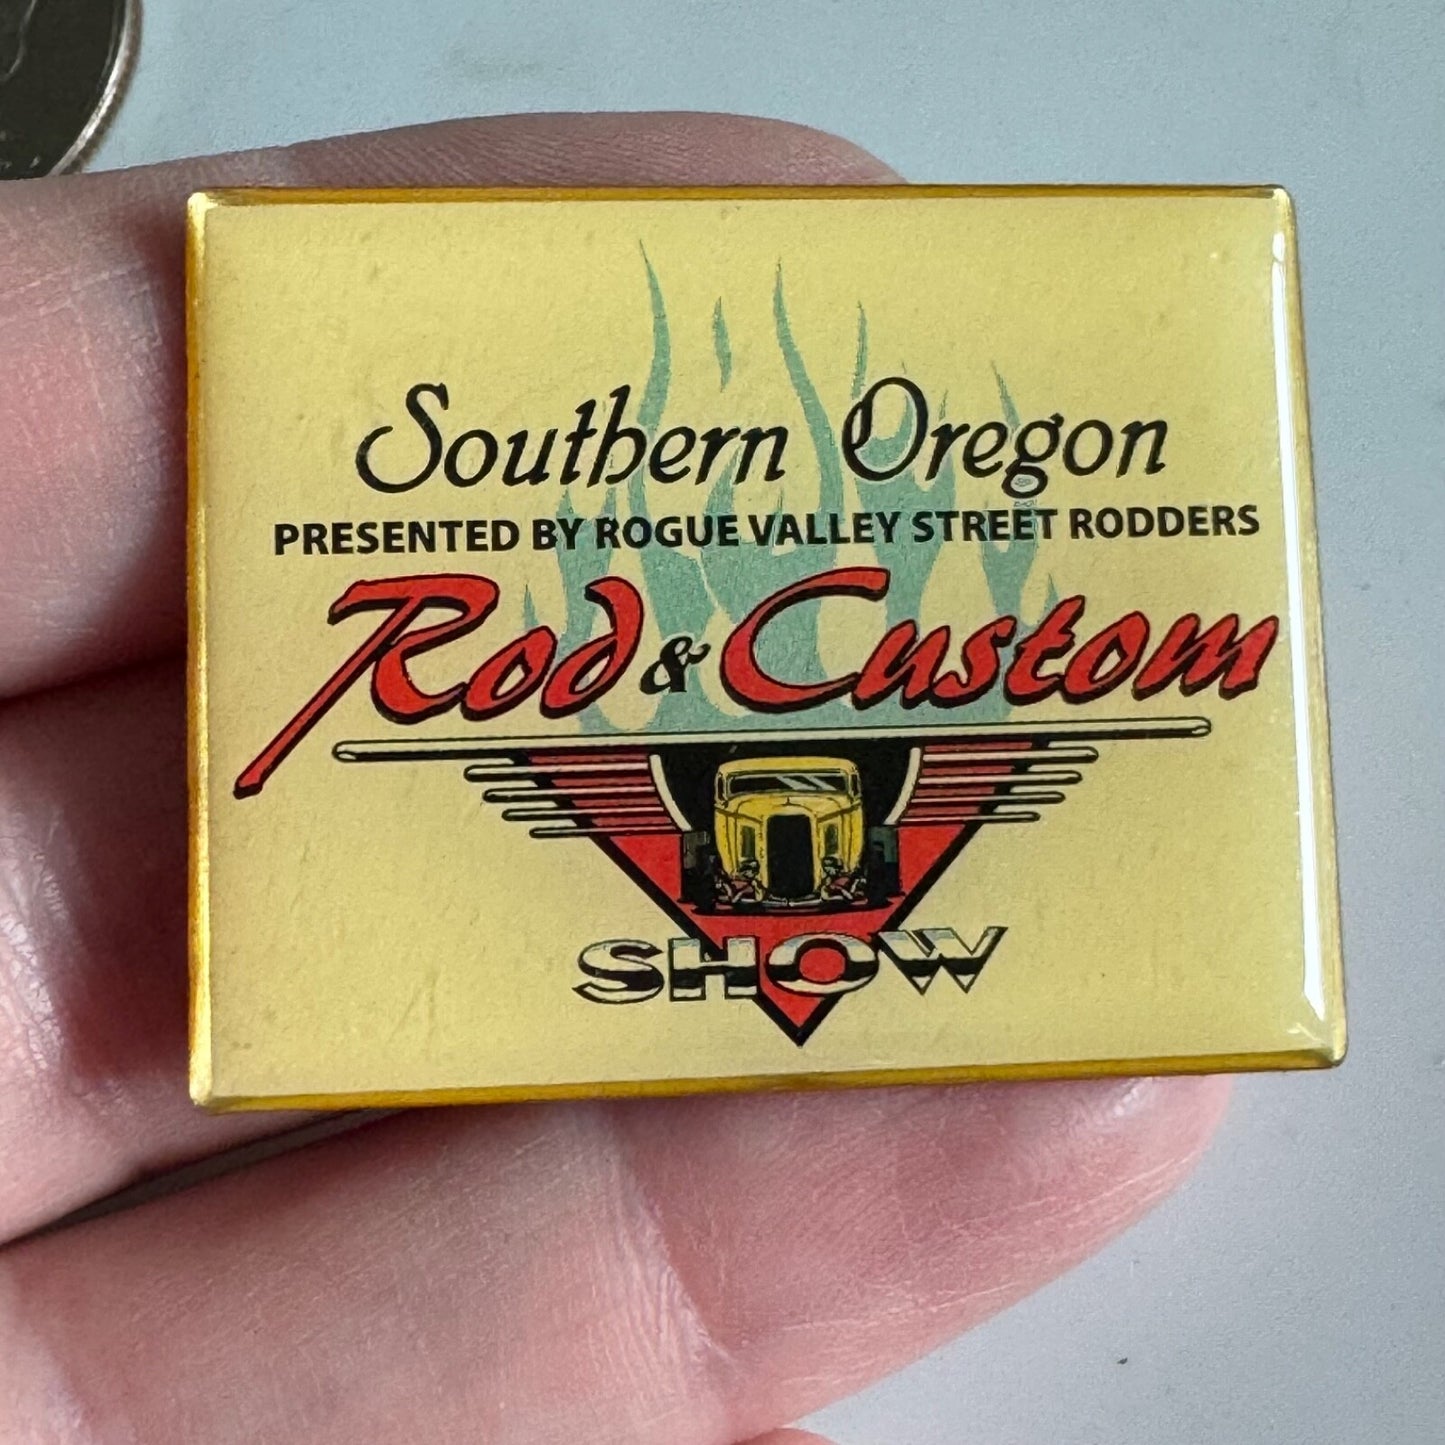 Southern Oregon
PRESENTED BY ROGUE VALLEY STREET RODDERS
Rod & Custom
SHOW